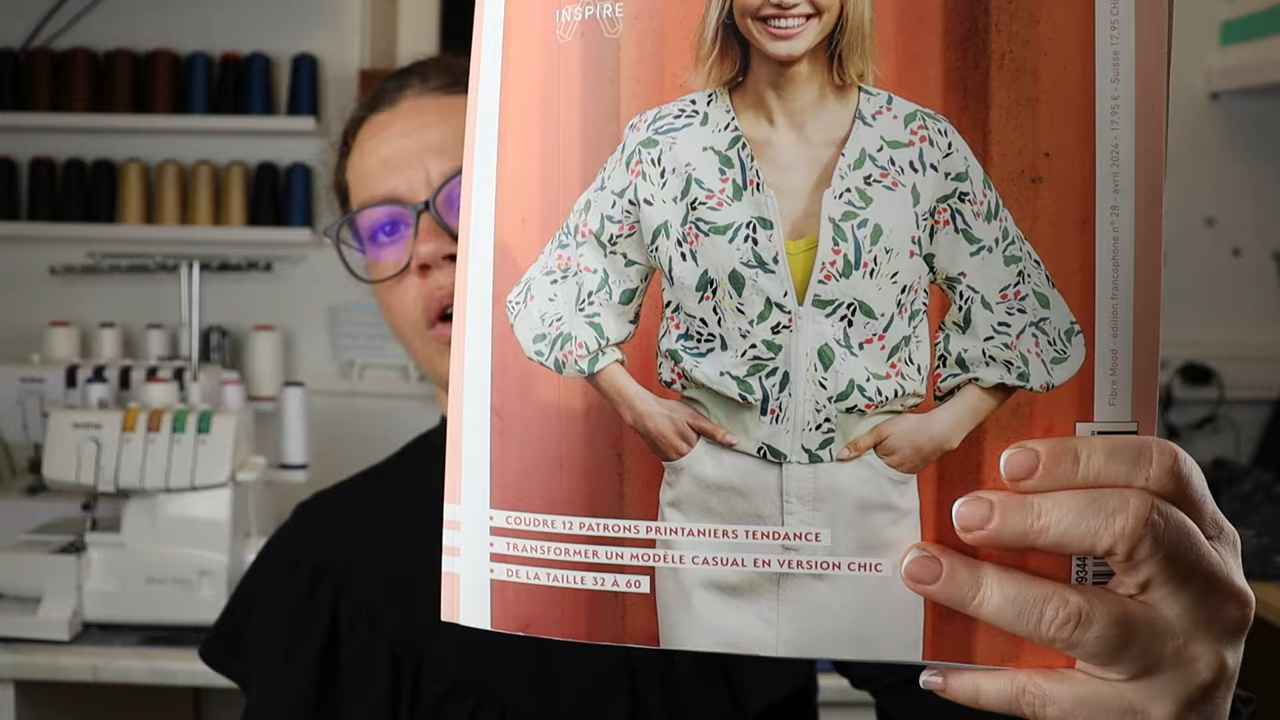 INSPIRE
Fibre Mood - édition francophone n° 28 - avril 2024 - 17.95 € - Suisse 17.95 CH
• COUDRE 12 PATRONS PRINTANIERS TENDANCE
• TRANSFORMER UN MODÈLE CASUAL EN VERSION CHIC
• DE LA TAILLE 32 À 60